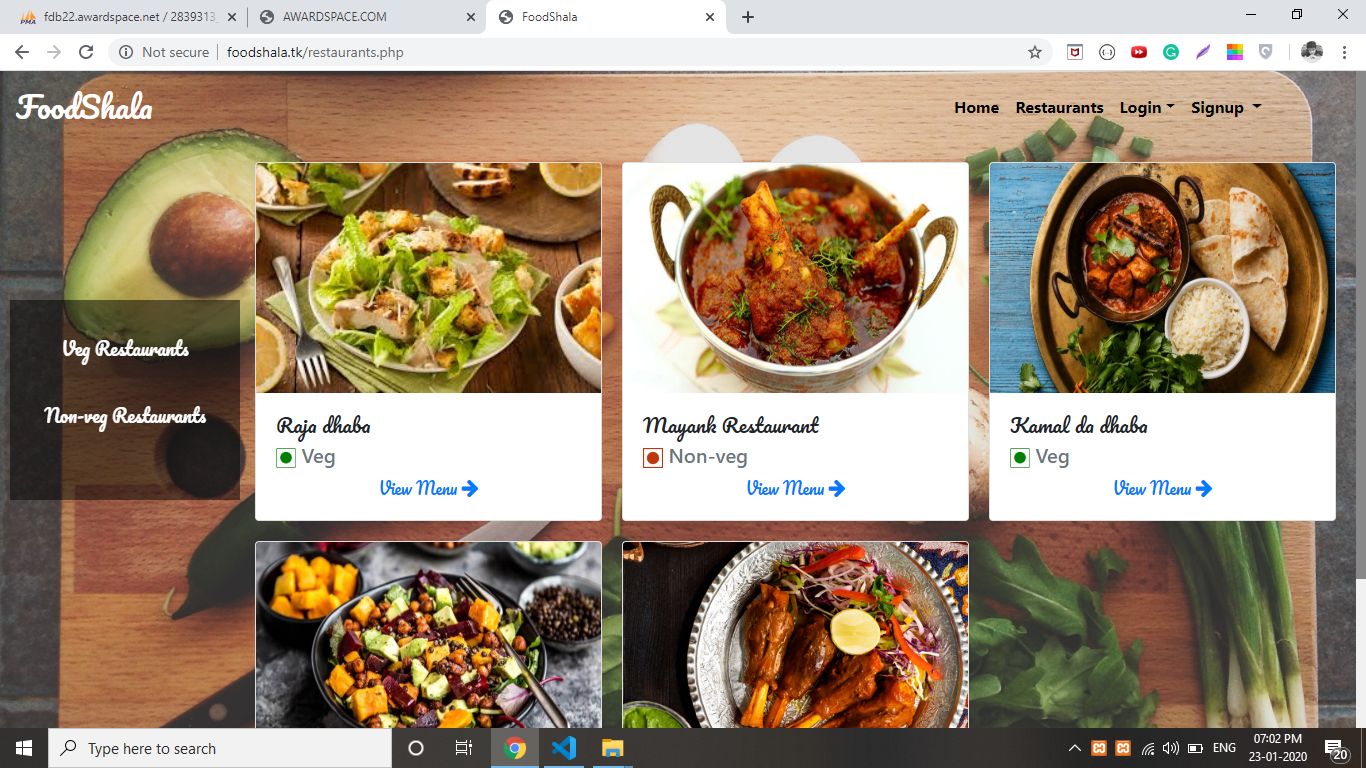 fdb22.awardspace.net / 2839313_
AWARDSPACE.COM
FoodShala
Not secure
foodshala.tk/restaurants.php
FoodShala
Home
Restaurants
Login
Signup
Veg Restaurants
Non-veg Restaurants
Raja dhaba
Veg
View Menu
Mayank Restaurant
Non-veg
View Menu
Kamal da dhaba
Veg
View Menu
Type here to search
ENG
07:02 PM
23-01-2020
20